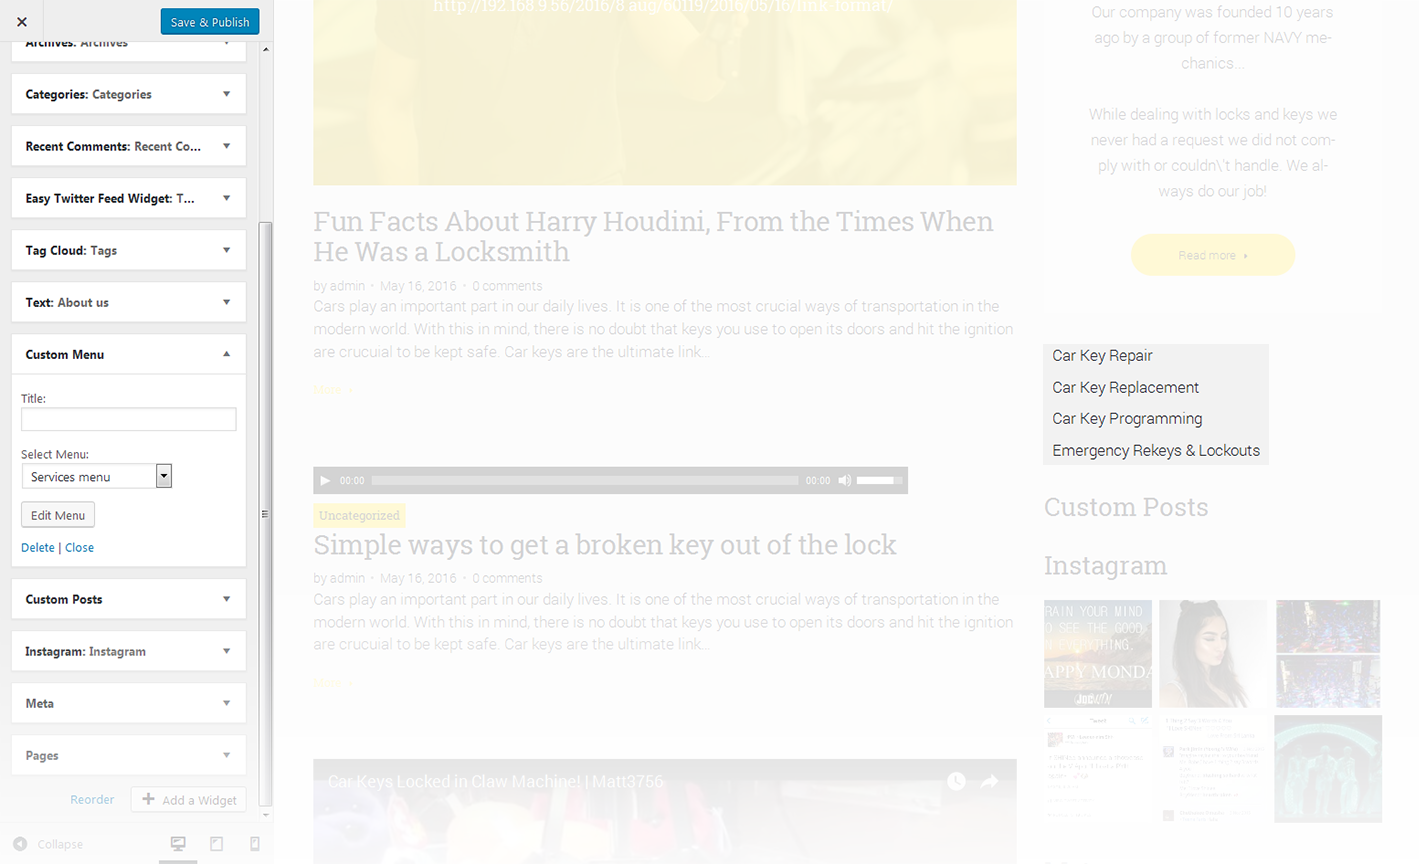 Save & Publish
Archives: Archives
Categories: Categories
Recent Comments: Recent Co...
Easy Twitter Feed Widget: T...
Tag Cloud: Tags
Text: About us
Custom Menu
Title:
Select Menu:
Services menu
Edit Menu
Delete | Close
Custom Posts
Instagram: Instagram
Meta
Pages
Reorder
Add a Widget
Collapse
http://192.168.9.56/2016/8.aug/60119/2016/05/16/link-format/
Fun Facts About Harry Houdini, From the Times When
He Was a Locksmith
by admin • May 16, 2016 • 0 comments
Cars play an important part in our daily lives. It is one of the most crucial ways of transportation in the
modern world. With this in mind, there is no doubt that keys you use to open its doors and hit the ignition
are crucuial to be kept safe. Car keys are the ultimate link...
More
00:00
00:00
Uncategorized
Simple ways to get a broken key out of the lock
by admin • May 16, 2016 • 0 comments
Cars play an important part in our daily lives. It is one of the most crucial ways of transportation in the
modern world. With this in mind, there is no doubt that keys you use to open its doors and hit the ignition
are crucuial to be kept safe. Car keys are the ultimate link...
More
Car Keys Locked in Claw Machine! | Matt3756
Our company was founded 10 years
ago by a group of former NAVY me-
chanics...
While dealing with locks and keys we
never had a request we did not com-
ply with or couldn\'t handle. We al-
ways do our job!
Read more
Car Key Repair
Car Key Replacement
Car Key Programming
Emergency Rekeys & Lockouts
Custom Posts
Instagram
RAIN YOUR MIND
O SEE THE GOOD
EVERYTHING.
APPY MONDA
Tweet